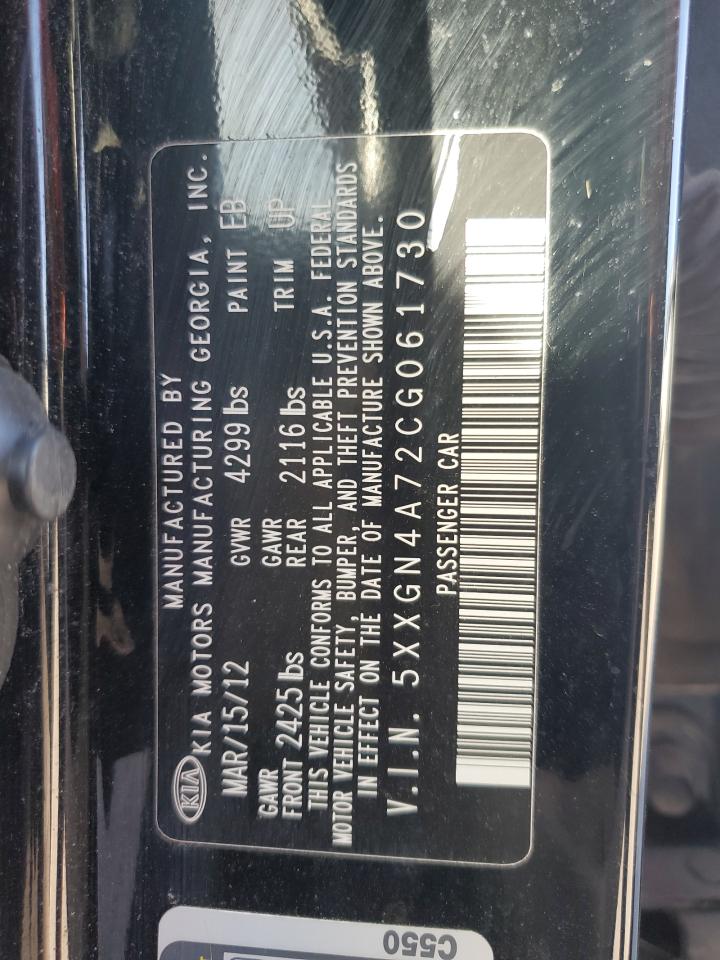 MANUFACTURED BY
KIA KIA MOTORS MANUFACTURING GEORGIA, INC.
MAR/15/12 GVWR 4299 lbs PAINT EB
GAWR GAWR TRIM UP
FRONT 2425 lbs REAR 2116 lbs
THIS VEHICLE CONFORMS TO ALL APPLICABLE U.S.A. FEDERAL
MOTOR VEHICLE SAFETY, BUMPER, AND THEFT PREVENTION STANDARDS
IN EFFECT ON THE DATE OF MANUFACTURE SHOWN ABOVE.
V.I.N. 5XXGN4A72CG061730
PASSENGER CAR
C550